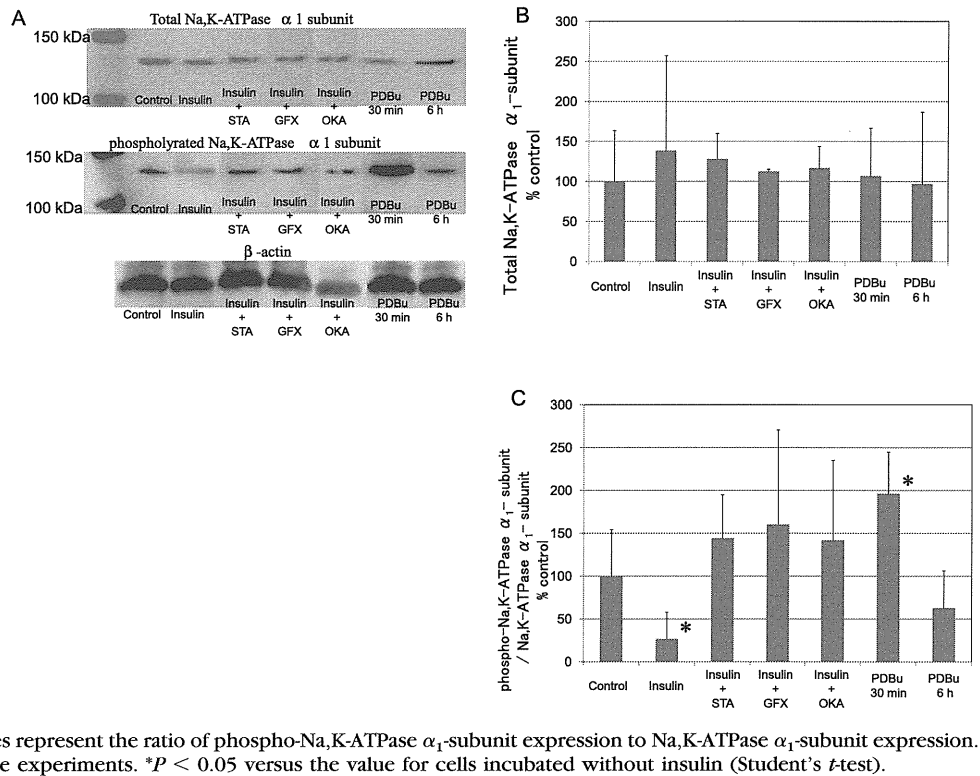 A
Total Na,K-ATPase α 1 subunit
150 kDa
100 kDa
Control Insulin Insulin + STA Insulin + GFX Insulin + OKA PDBu 30 min PDBu 6 h
phospholyrated Na,K-ATPase α 1 subunit
150 kDa
100 kDa
Control Insulin Insulin + STA Insulin + GFX Insulin + OKA PDBu 30 min PDBu 6 h
β -actin
Control Insulin Insulin + STA Insulin + GFX Insulin + OKA PDBu 30 min PDBu 6 h
B
Total Na,K-ATPase α1-subunit
% control
300
250
200
150
100
50
0
Control Insulin Insulin + STA Insulin + GFX Insulin + OKA PDBu 30 min PDBu 6 h
C
phospho-Na,K-ATPase α1- subunit
/ Na,K-ATPase α1- subunit
% control
300
250
200
150
100
50
0
*
*
Control Insulin Insulin + STA Insulin + GFX Insulin + OKA PDBu 30 min PDBu 6 h
es represent the ratio of phospho-Na,K-ATPase α1-subunit expression to Na,K-ATPase α1-subunit expression.
e experiments. *P < 0.05 versus the value for cells incubated without insulin (Student's t-test).